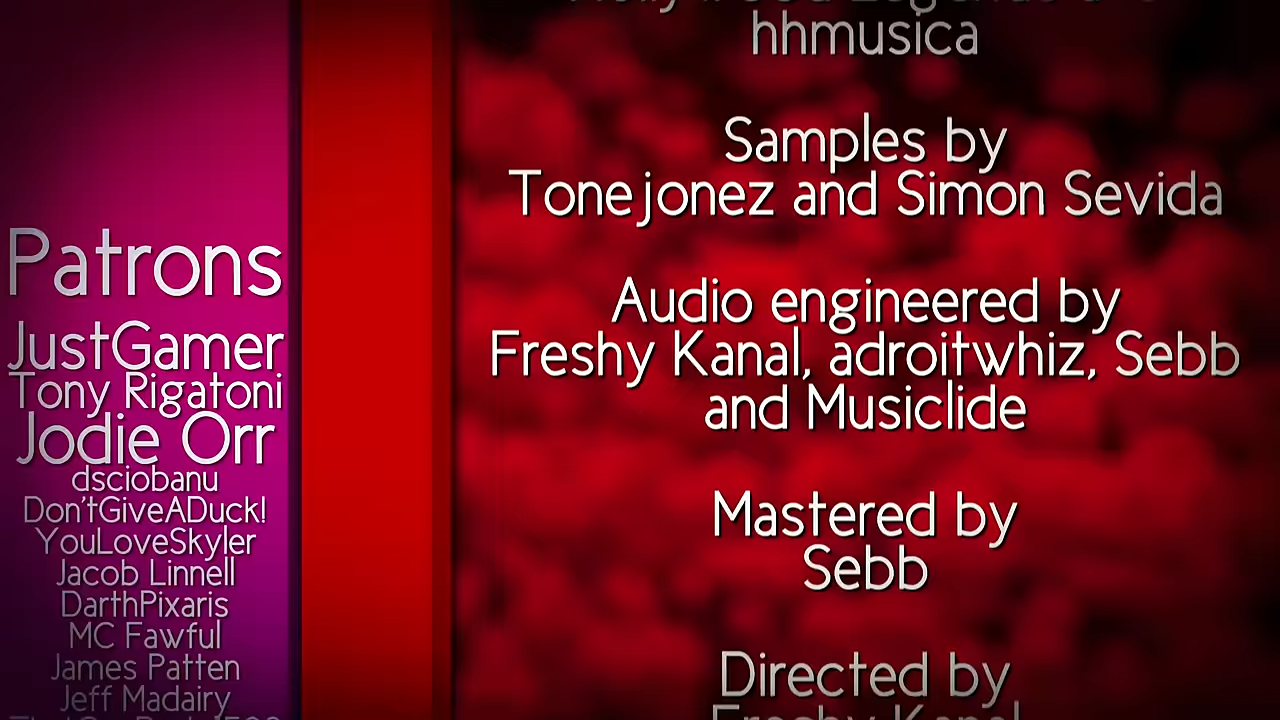 hhmusica
Samples by
Tonejonez and Simon Sevida
Audio engineered by
Freshy Kanal, adroitwhiz, Sebb
and Musiclide
Mastered by
Sebb
Directed by
Freshy Kanal
Patrons
JustGamer
Tony Rigatoni
Jodie Orr
dsciobanu
Don'tGiveADuck!
YouLoveSkyler
Jacob Linnell
DarthPixaris
MC Fawful
James Patten
Jeff Madairy